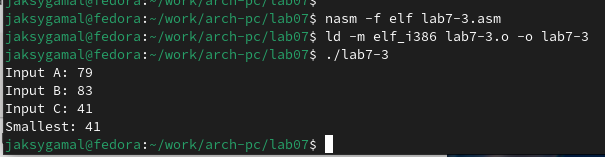 jaksygamal@fedora:~/work/arch-pc/lab07$ nasm -f elf lab7-3.asm
jaksygamal@fedora:~/work/arch-pc/lab07$ ld -m elf_i386 lab7-3.o -o lab7-3
jaksygamal@fedora:~/work/arch-pc/lab07$ ./lab7-3
Input A: 79
Input B: 83
Input C: 41
Smallest: 41
jaksygamal@fedora:~/work/arch-pc/lab07$